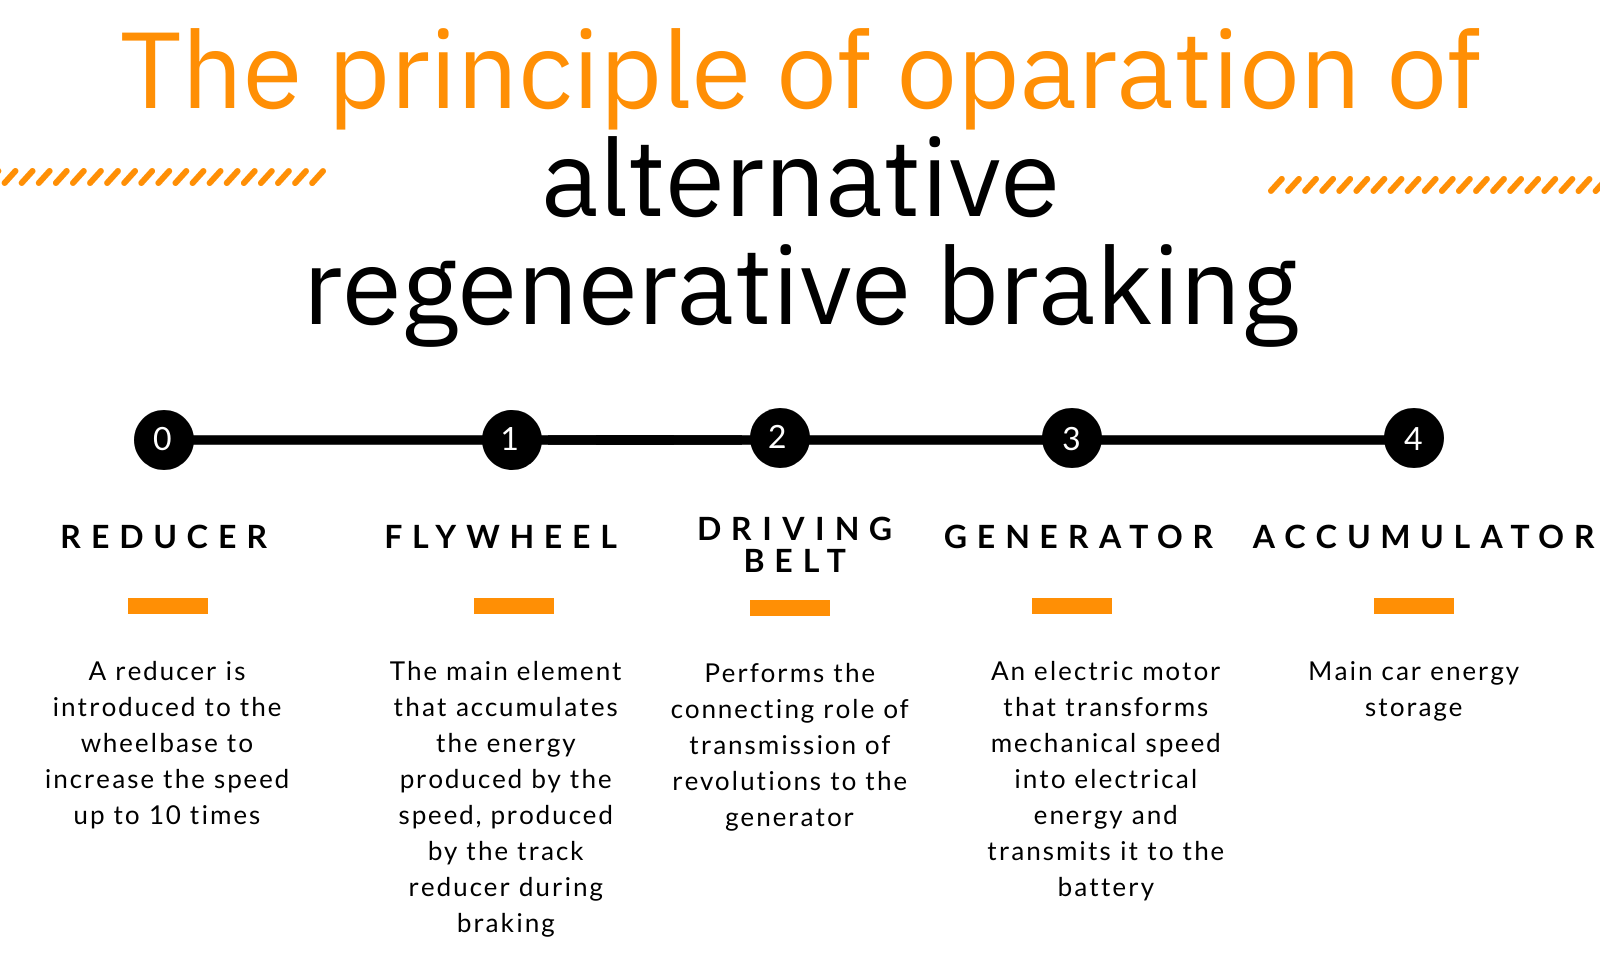 The principle of oparation of
alternative
regenerative braking
0
1
2
3
4
REDUCER
FLYWHEEL
DRIVING
BELT
GENERATOR
ACCUMULATOR
A reducer is
introduced to the
wheelbase to
increase the speed
up to 10 times
The main element
that accumulates
the energy
produced by the
speed, produced
by the track
reducer during
braking
Performs the
connecting role of
transmission of
revolutions to the
generator
An electric motor
that transforms
mechanical speed
into electrical
energy and
transmits it to the
battery
Main car energy
storage